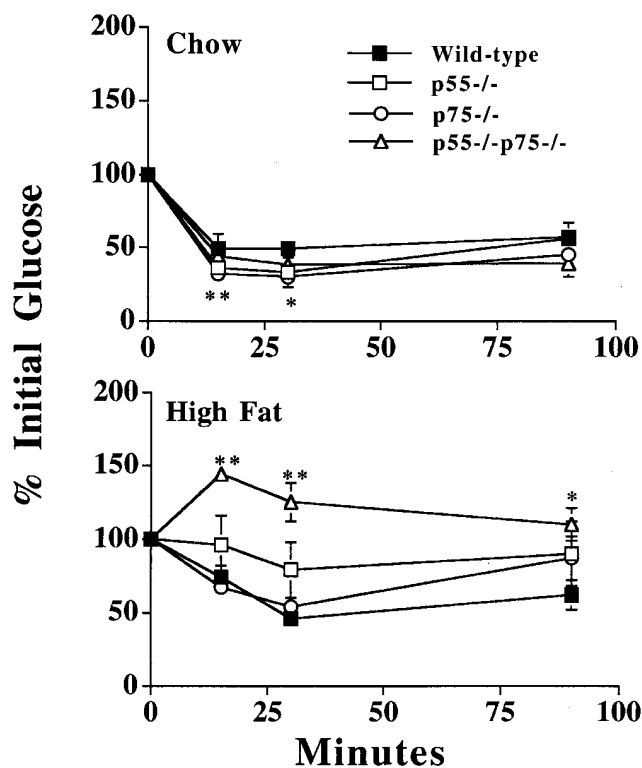 200
Chow
Wild-type
p55-/-
p75-/-
p55-/-p75-/-
150
100
50
**
*
0
0 25 50 75 100
% Initial Glucose
200
High Fat
**
150
**
*
100
50
0
0 25 50 75 100
Minutes